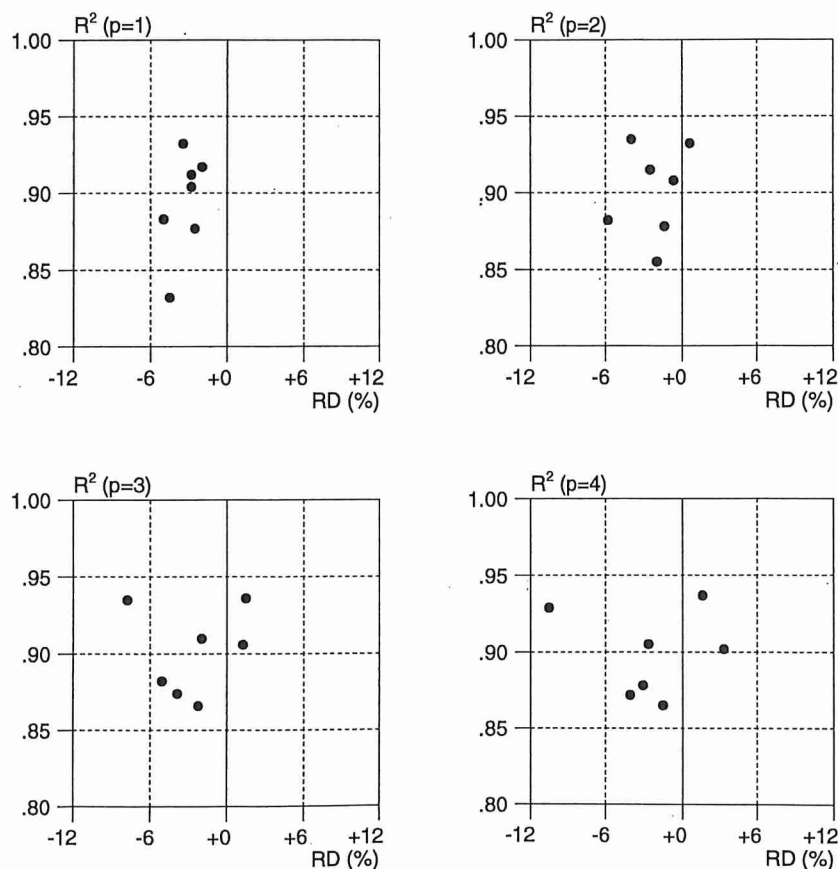 R² (p=1)
1.00
.95
.90
.85
.80
-12 -6 +0 +6 +12
RD (%)
R² (p=2)
1.00
.95
.90
.85
.80
-12 -6 +0 +6 +12
RD (%)
R² (p=3)
1.00
.95
.90
.85
.80
-12 -6 +0 +6 +12
RD (%)
R² (p=4)
1.00
.95
.90
.85
.80
-12 -6 +0 +6 +12
RD (%)